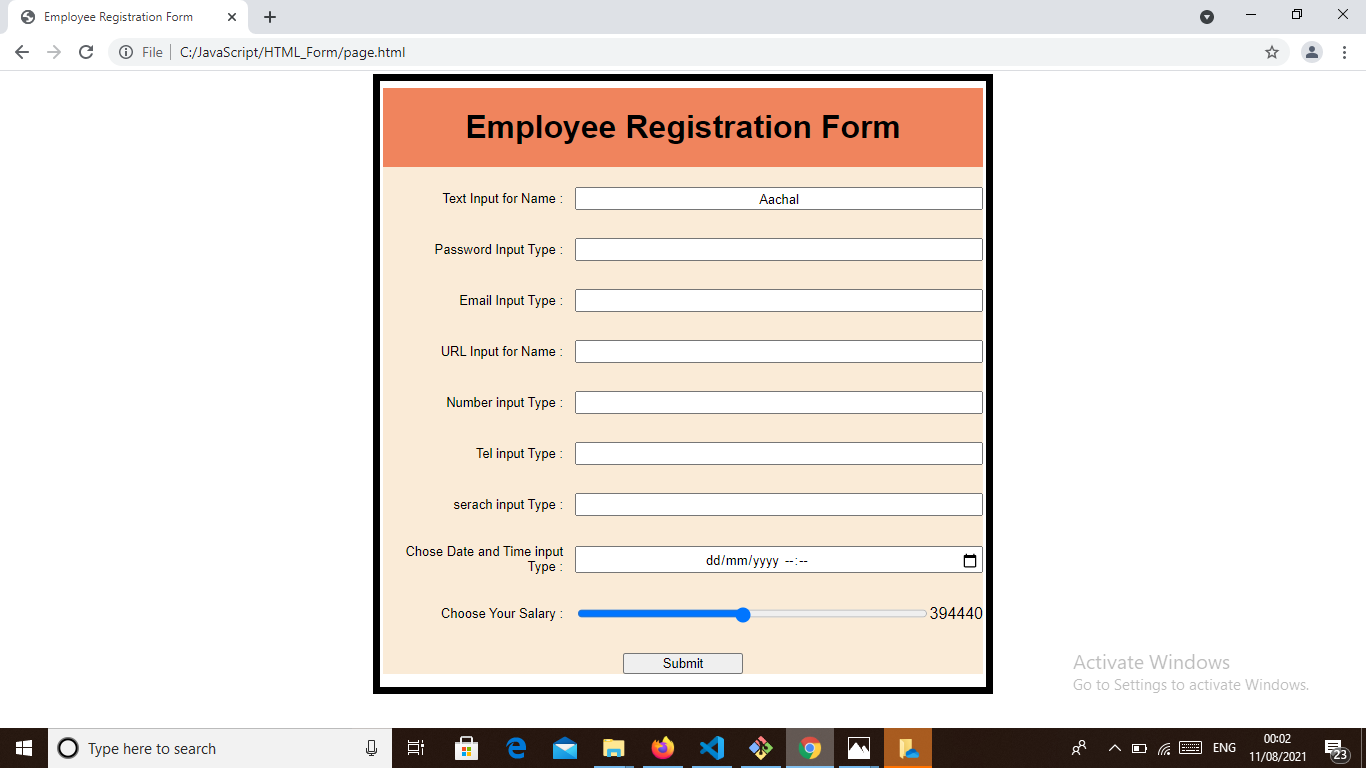 Employee Registration Form
File
C:/JavaScript/HTML_Form/page.html
Employee Registration Form
Text Input for Name :
Aachal
Password Input Type :
Email Input Type :
URL Input for Name :
Number input Type :
Tel input Type :
serach input Type :
Chose Date and Time input
Type :
dd/mm/yyyy --:--
Choose Your Salary :
394440
Submit
Activate Windows
Go to Settings to activate Windows.
Type here to search
ENG
00:02
11/08/2021
23